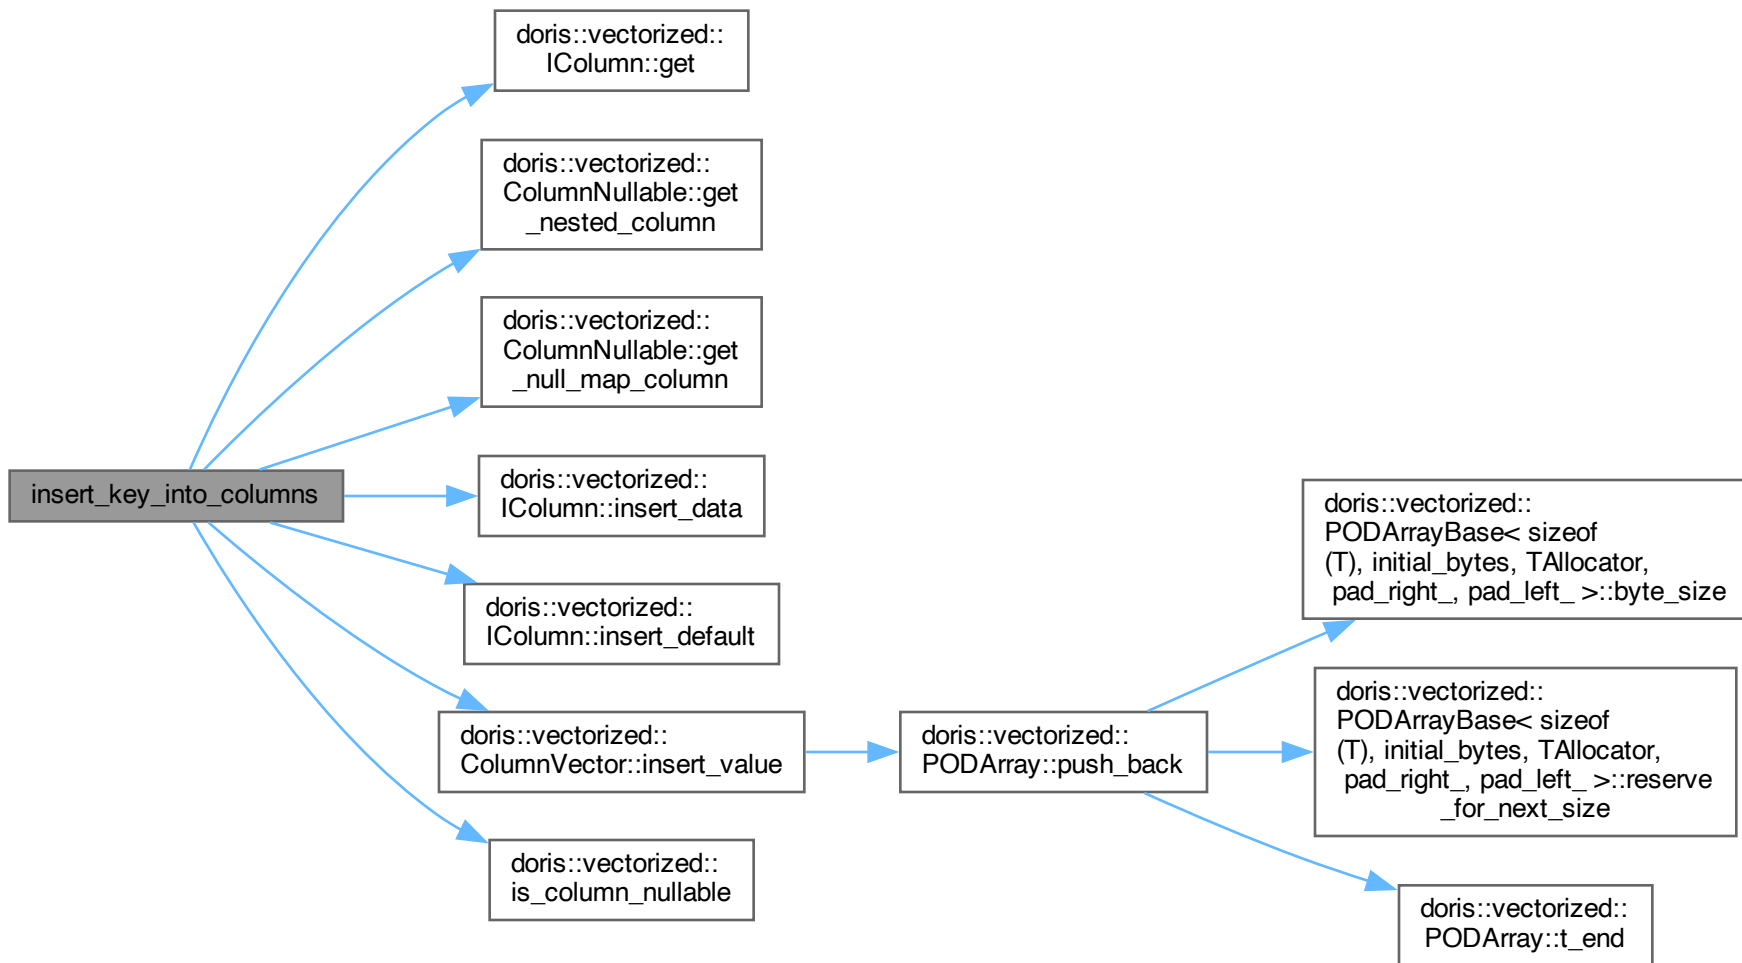 doris::vectorized::
IColumn::get
doris::vectorized::
ColumnNullable::get
_nested_column
doris::vectorized::
ColumnNullable::get
_null_map_column
insert_key_into_columns
doris::vectorized::
IColumn::insert_data
doris::vectorized::
IColumn::insert_default
doris::vectorized::
ColumnVector::insert_value
doris::vectorized::
is_column_nullable
doris::vectorized::
PODArray::push_back
doris::vectorized::
PODArrayBase< sizeof
(T), initial_bytes, TAllocator,
pad_right_, pad_left_ >::byte_size
doris::vectorized::
PODArrayBase< sizeof
(T), initial_bytes, TAllocator,
pad_right_, pad_left_ >::reserve
_for_next_size
doris::vectorized::
PODArray::t_end